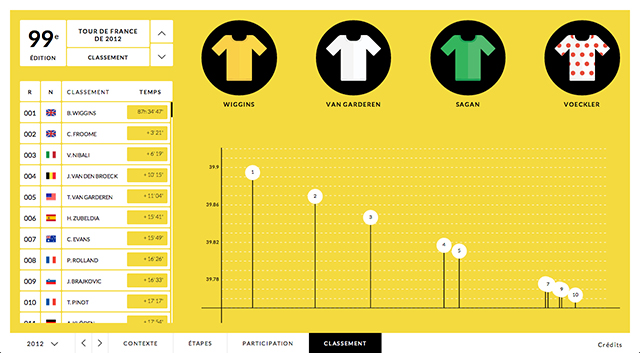 99e
ÉDITION
TOUR DE FRANCE
DE 2012
CLASSEMENT
R N CLASSEMENT TEMPS
001 B.WIGGINS 87h 34' 47"
002 C.FROOME + 3'21"
003 V.NIBALI + 6'19"
004 J.VAN DEN BROECK + 10'15"
005 T.VAN GARDEREN + 11'04"
006 H.ZUBELDIA + 15'41"
007 C. EVANS + 15'49"
008 P.ROLLAND + 16'26"
009 J.BRAJKOVIC + 16'33"
010 T.PINOT + 17'17"
011 A.KLÖDEN + 17'54"
WIGGINS
VAN GARDEREN
SAGAN
VOECKLER
39.9
39.86
39.82
39.78
1
2
3
4
5
7
9
10
2012
CONTEXTE
ÉTAPES
PARTICIPATION
CLASSEMENT
Crédits